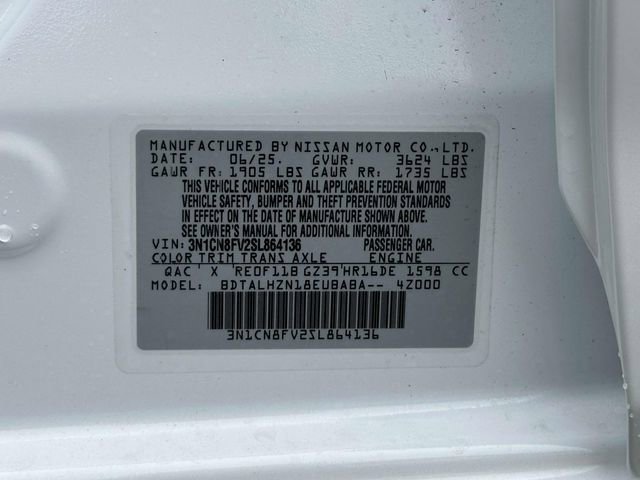 MANUFACTURED BY NISSAN MOTOR CO.,LTD.
DATE: 06/25. GVWR: 3624 LBS
GAWR FR: 1905 LBS GAWR RR: 1735 LBS
THIS VEHICLE CONFORMS TO ALL APPLICABLE FEDERAL MOTOR
VEHICLE SAFETY, BUMPER AND THEFT PREVENTION STANDARDS
IN EFFECT ON THE DATE OF MANUFACTURE SHOWN ABOVE.
SEE OWNER'S MANUAL FOR ADDITIONAL INFORMATION.
VIN: 3N1CN8FV2SL864136 PASSENGER CAR.
COLOR TRIM TRANS AXLE ENGINE
QAC' X 'RE0F11B GZ39'HR16DE 1598 CC
MODEL: BDTALHZN18EUBABA-- 4Z000
3N1CN8FV2SL864136